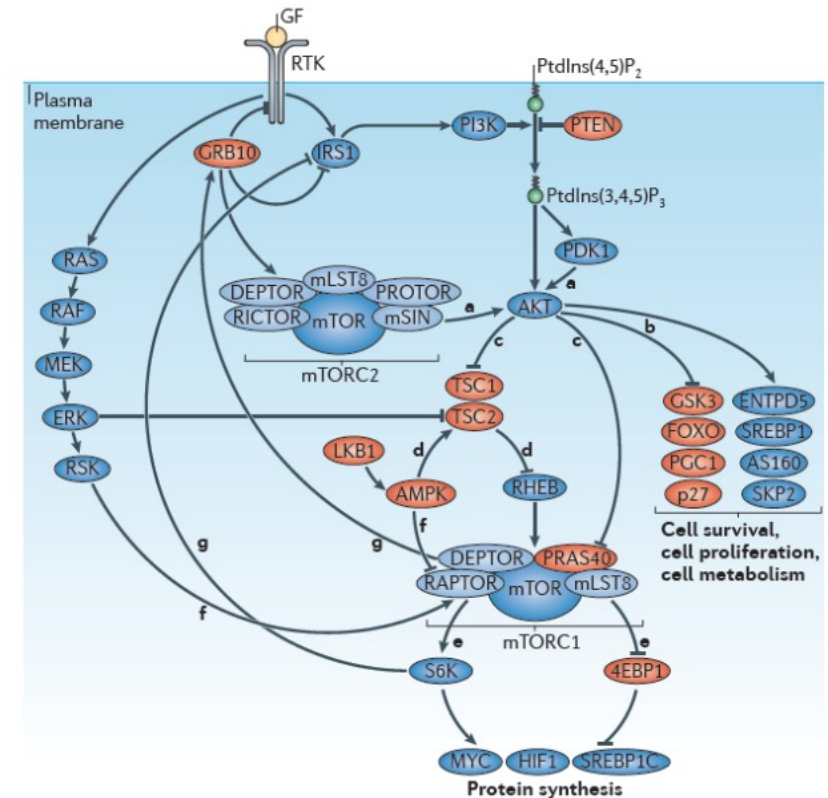 GF
RTK
PtdIns(4,5)P2
Plasma
membrane
GRB10
IRS1
PI3K
PTEN
PtdIns(3,4,5)P3
PDK1
RAS
a
mLST8
DEPTOR
PROTOR
RAF
RICTOR
mTOR
mSIN
a
AKT
b
c
c
MEK
mTORC2
TSC1
GSK3
ENTPD5
ERK
TSC2
FOXO
SREBP1
LKB1
d
d
RSK
PGC1
AS160
AMPK
RHEB
p27
SKP2
f
Cell survival,
cell proliferation,
cell metabolism
g
g
DEPTOR
PRAS40
RAPTOR
mTOR
mLST8
f
mTORC1
e
e
S6K
4EBP1
MYC
HIF1
SREBP1C
Protein synthesis